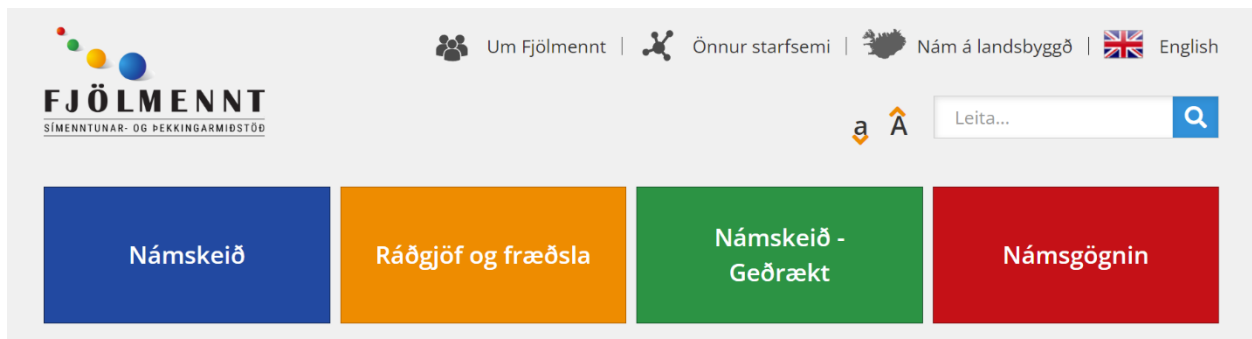 Um Fjölmennt | Önnur starfsemi | Nám á landsbyggð | English
FJÖLMENNT
SÍMENNTUNAR- OG ÞEKKINGARMIÐSTÖÐ
a Â Leita...
Námskeið
Ráðgjöf og fræðsla
Námskeið -
Geðrækt
Námsgögnin